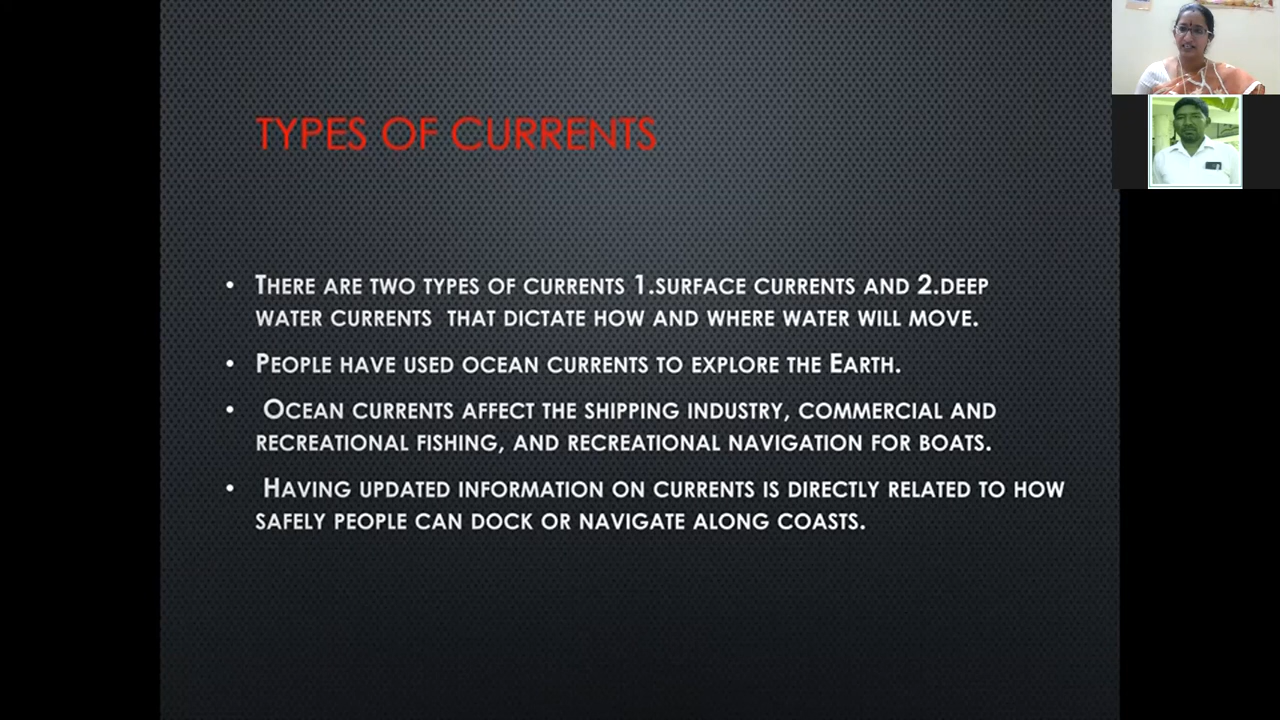 TYPES OF CURRENTS
• THERE ARE TWO TYPES OF CURRENTS 1.SURFACE CURRENTS AND 2.DEEP
WATER CURRENTS THAT DICTATE HOW AND WHERE WATER WILL MOVE.
• PEOPLE HAVE USED OCEAN CURRENTS TO EXPLORE THE EARTH.
• OCEAN CURRENTS AFFECT THE SHIPPING INDUSTRY, COMMERCIAL AND
RECREATIONAL FISHING, AND RECREATIONAL NAVIGATION FOR BOATS.
• HAVING UPDATED INFORMATION ON CURRENTS IS DIRECTLY RELATED TO HOW
SAFELY PEOPLE CAN DOCK OR NAVIGATE ALONG COASTS.